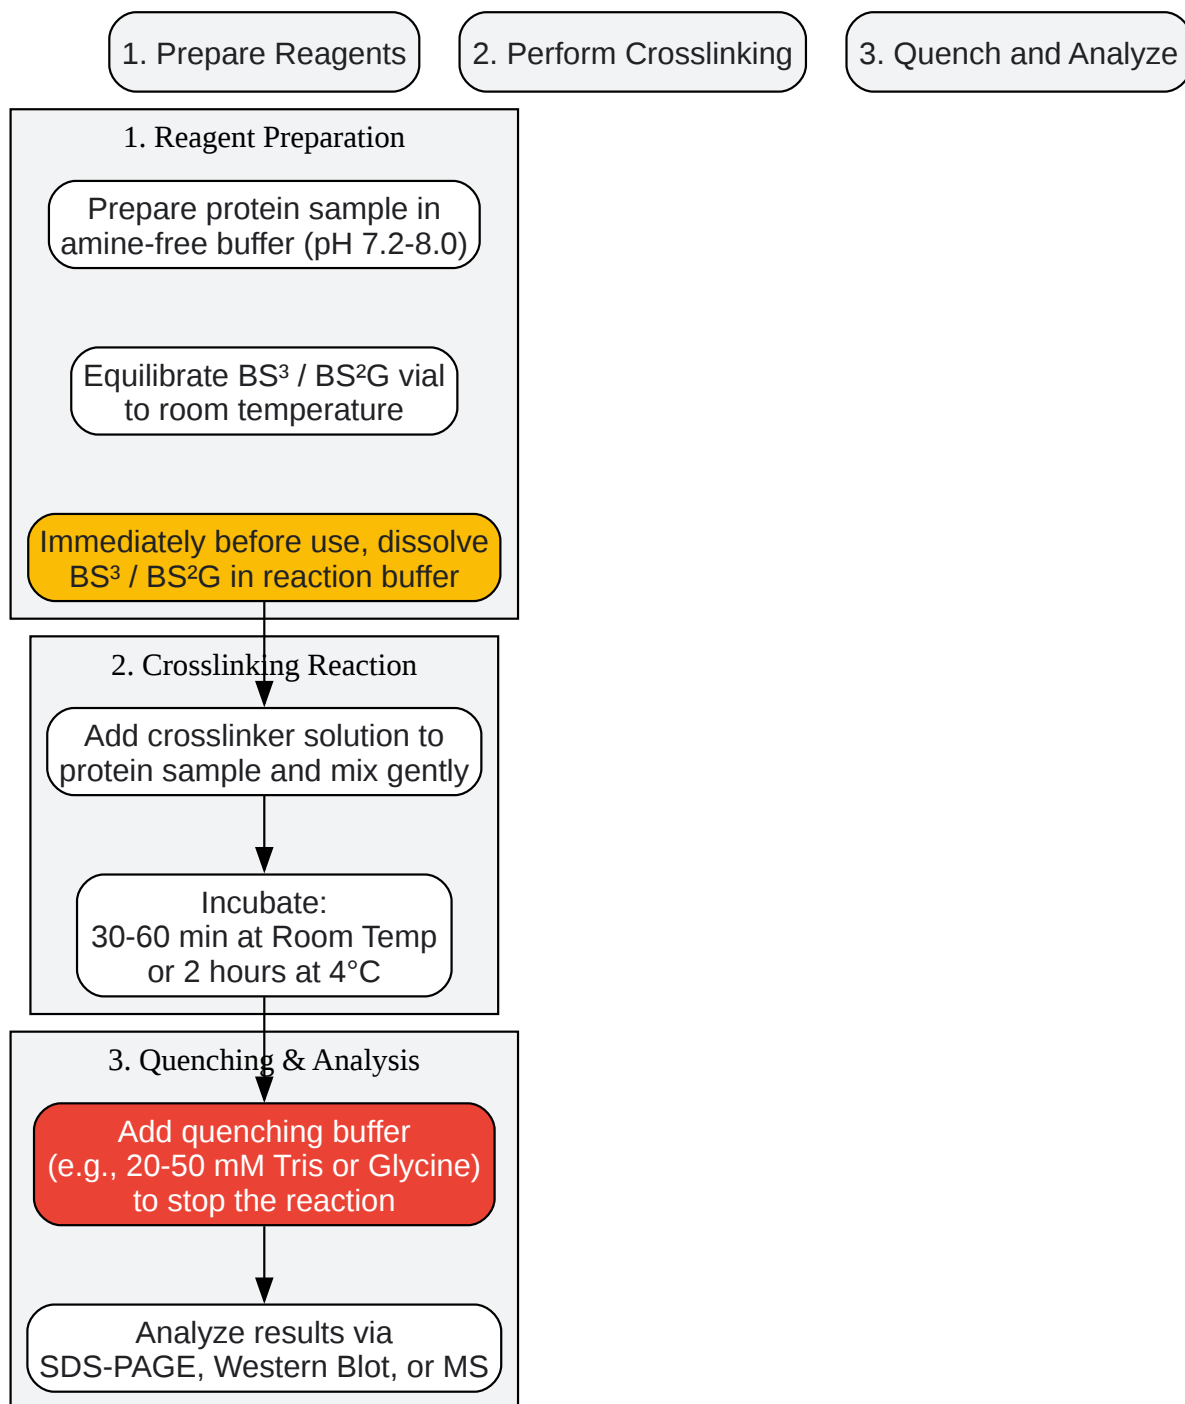 1. Prepare Reagents
2. Perform Crosslinking
3. Quench and Analyze
1. Reagent Preparation
Prepare protein sample in
amine-free buffer (pH 7.2-8.0)
Equilibrate BS³ / BS²G vial
to room temperature
Immediately before use, dissolve
BS³ / BS²G in reaction buffer
2. Crosslinking Reaction
Add crosslinker solution to
protein sample and mix gently
Incubate:
30-60 min at Room Temp
or 2 hours at 4°C
3. Quenching & Analysis
Add quenching buffer
(e.g., 20-50 mM Tris or Glycine)
to stop the reaction
Analyze results via
SDS-PAGE, Western Blot, or MS